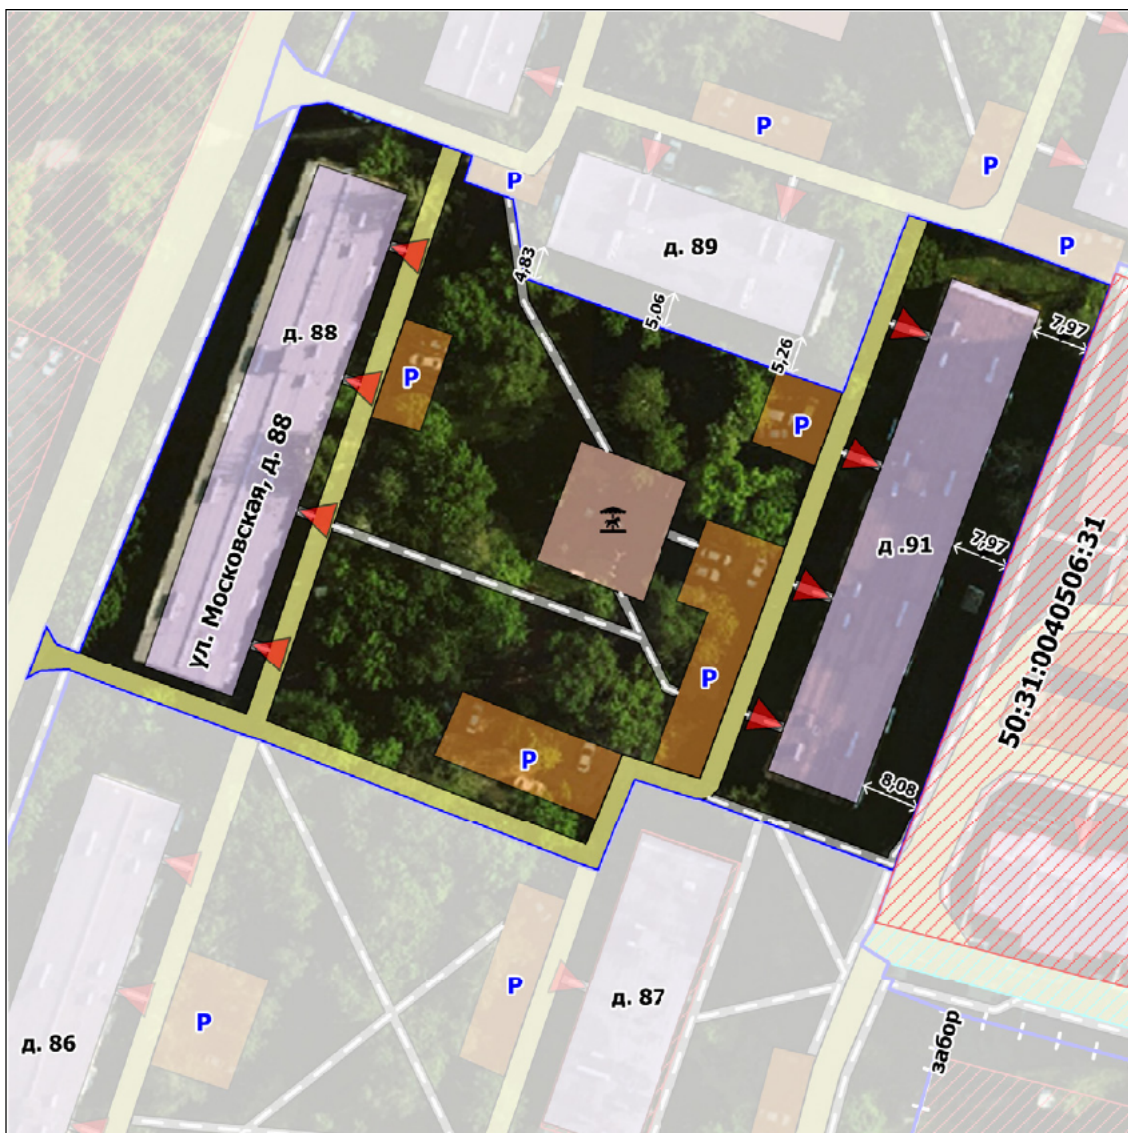 P
P
P
P
д. 89
4,83
5,06
5,26
7,97
д. 88
P
P
ул. Московская, д. 88
д .91
7,97
50:31:0040506:31
P
P
8,08
P
P
д. 87
д. 86
забор